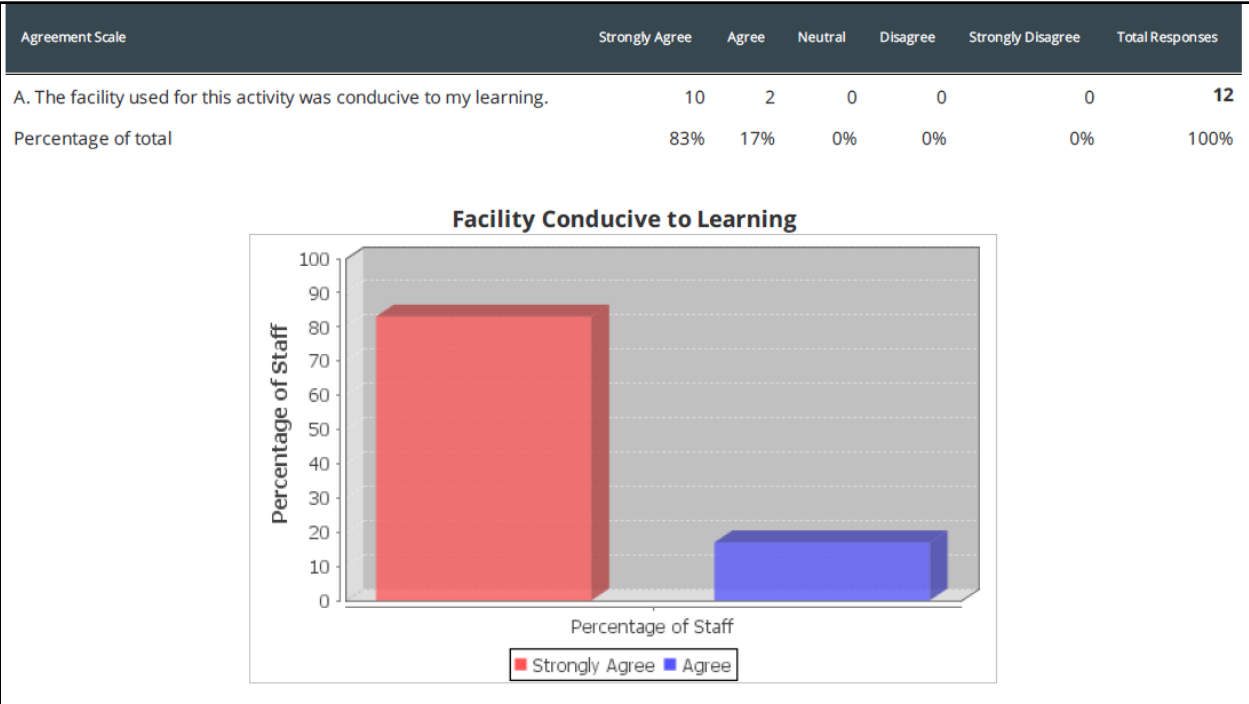 Agreement Scale Strongly Agree Agree Neutral Disagree Strongly Disagree Total Responses
A. The facility used for this activity was conducive to my learning. 10 2 0 0 0 12
Percentage of total 83% 17% 0% 0% 0% 100%
Facility Conducive to Learning
Percentage of Staff
100
90
80
70
60
50
40
30
20
10
0
Percentage of Staff
Strongly Agree Agree